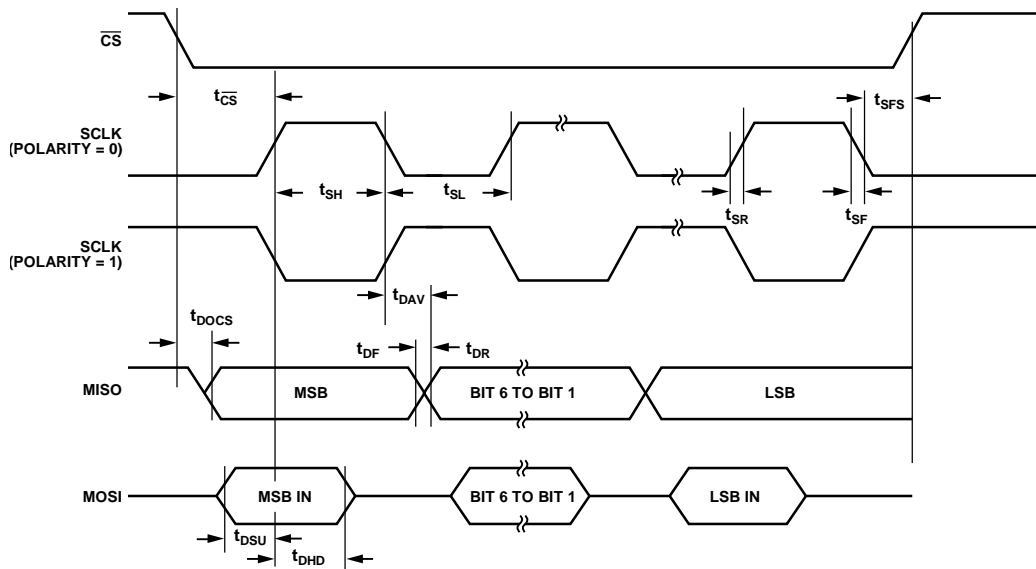 CS
tCS
tSFS
SCLK
(POLARITY = 0)
tSH
tSL
tSR
tSF
SCLK
(POLARITY = 1)
tDAV
tDOCS
tDF
tDR
MISO
MSB
BIT 6 TO BIT 1
LSB
MOSI
MSB IN
BIT 6 TO BIT 1
LSB IN
tDSU
tDHD